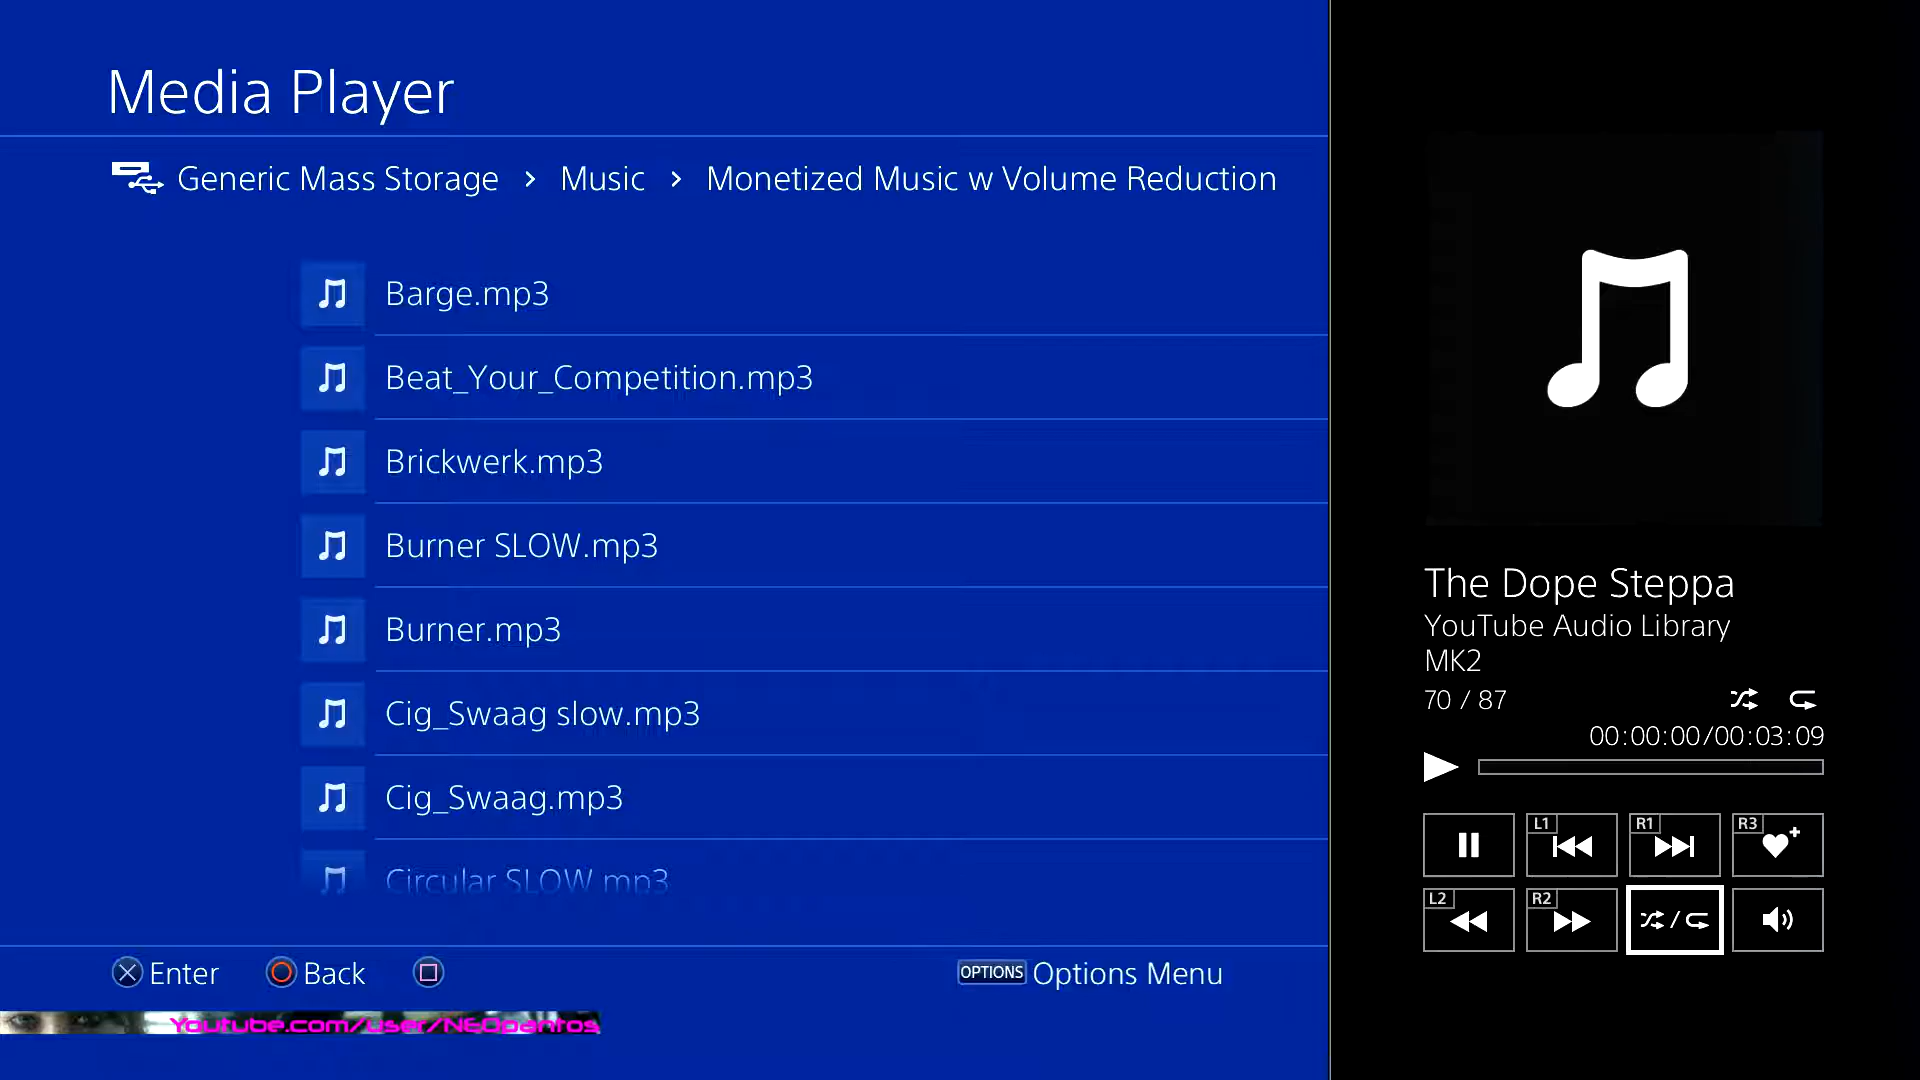 Media Player
Generic Mass Storage > Music > Monetized Music w Volume Reduction
Barge.mp3
Beat_Your_Competition.mp3
Brickwerk.mp3
Burner SLOW.mp3
Burner.mp3
Cig_Swaag slow.mp3
Cig_Swaag.mp3
Circular SLOW.mp3
Enter Back
OPTIONS Options Menu
Youtube.com/user/NEOpantos
The Dope Steppa
YouTube Audio Library
MK2
70 / 87
00:00:00/00:03:09
L1 R1 R3
L2 R2